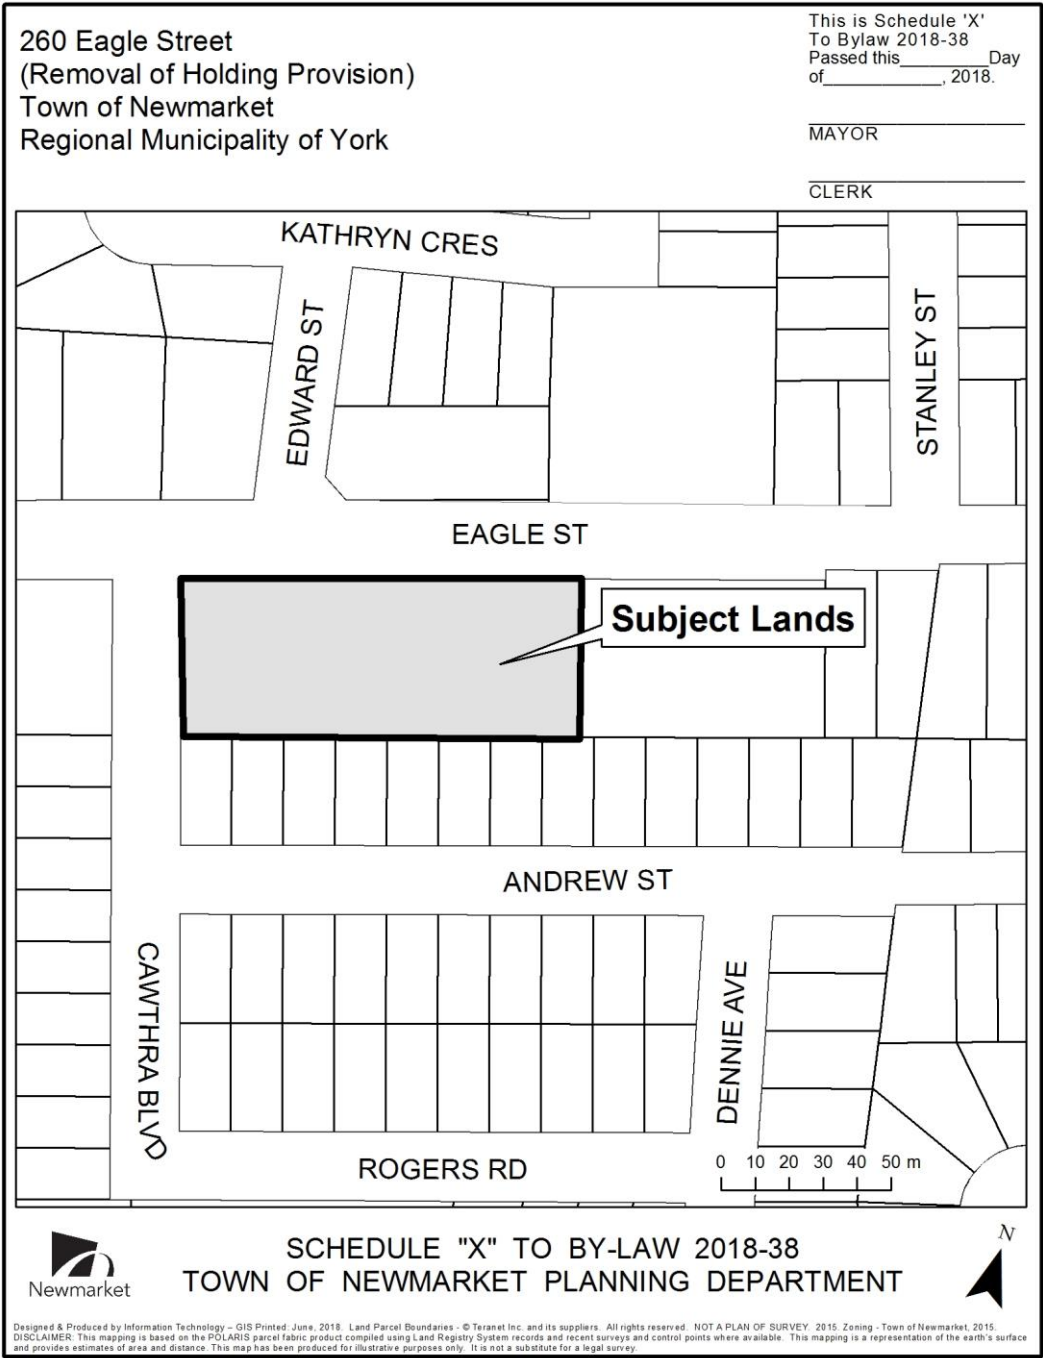 260 Eagle Street
(Removal of Holding Provision)
Town of Newmarket
Regional Municipality of York
This is Schedule 'X'
To Bylaw 2018-38
Passed this_________Day
of____________, 2018.
MAYOR
CLERK
KATHRYN CRES
EDWARD ST
STANLEY ST
EAGLE ST
Subject Lands
ANDREW ST
CAWTHRA BLVD
DENNIE AVE
ROGERS RD
0 10 20 30 40 50 m
Newmarket
SCHEDULE "X" TO BY-LAW 2018-38
TOWN OF NEWMARKET PLANNING DEPARTMENT
N
Designed & Produced by Information Technology – GIS Printed: June, 2018. Land Parcel Boundaries - © Teranet Inc. and its suppliers. All rights reserved. NOT A PLAN OF SURVEY. 2015. Zoning - Town of Newmarket, 2015.
DISCLAIMER: This mapping is based on the POLARIS parcel fabric product compiled using Land Registry System records and recent surveys and control points where available. This mapping is a representation of the earth's surface
and provides estimates of area and distance. This map has been produced for illustrative purposes only. It is not a substitute for a legal survey.